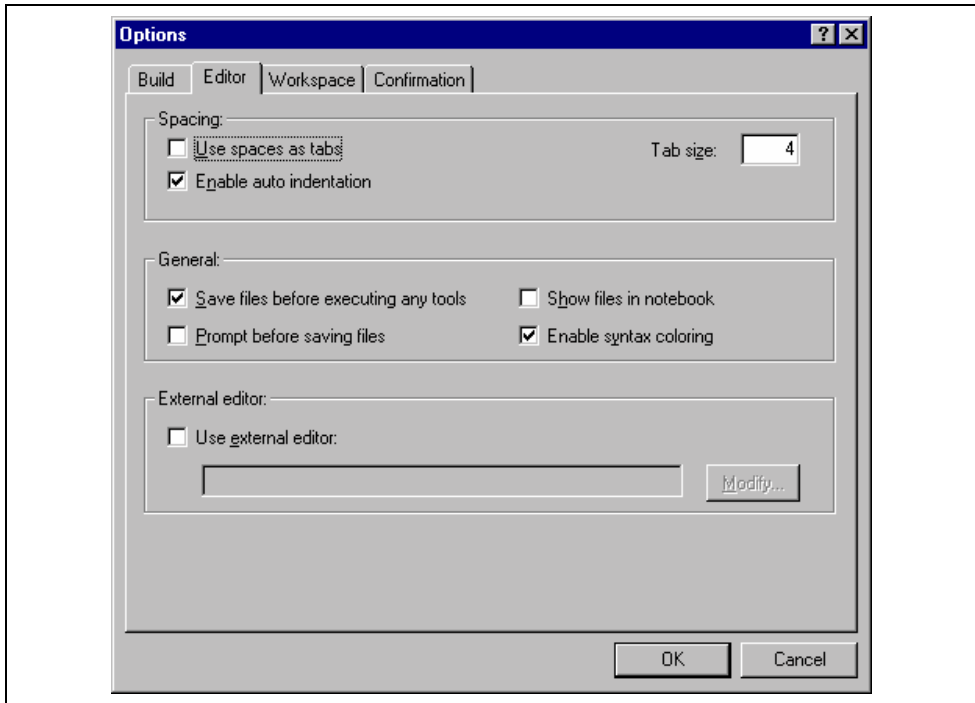 Options
Build Editor Workspace Confirmation
Spacing:
Use spaces as tabs Tab size: 4
Enable auto indentation
General:
Save files before executing any tools Show files in notebook
Prompt before saving files Enable syntax coloring
External editor:
Use external editor:
Modify...
OK Cancel